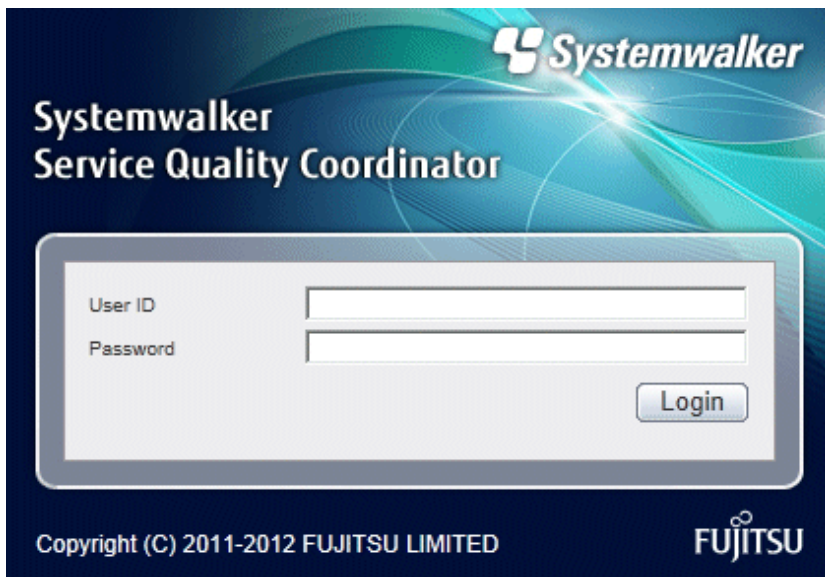 Systemwalker
Systemwalker
Service Quality Coordinator
User ID
Password
Login
Copyright (C) 2011-2012 FUJITSU LIMITED
FUJITSU